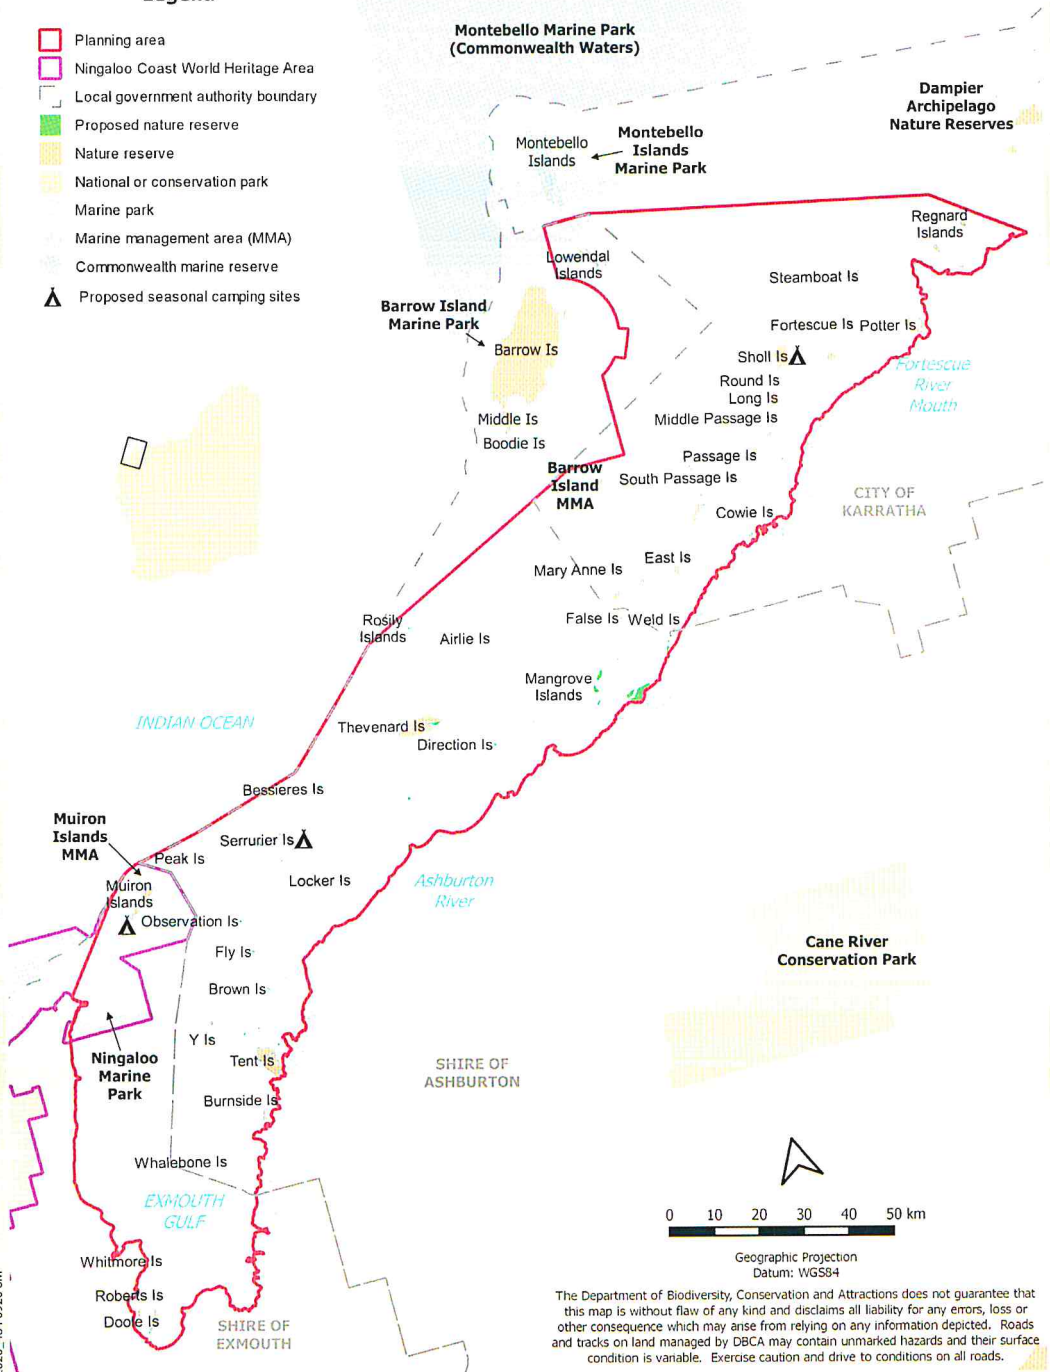 Legend
Planning area
Ningaloo Coast World Heritage Area
Local government authority boundary
Proposed nature reserve
Nature reserve
National or conservation park
Marine park
Marine management area (MMA)
Commonwealth marine reserve
Proposed seasonal camping sites
Montebello Marine Park
(Commonwealth Waters)
Dampier
Archipelago
Nature Reserves
Montebello
Islands
Montebello
Islands
Marine Park
Regnard
Islands
Lowendal
Islands
Steamboat Is
Barrow Island
Marine Park
Fortescue Is
Potter Is
Barrow Is
Sholl Is
Fortescue
River
Mouth
Round Is
Long Is
Middle Is
Middle Passage Is
Boodie Is
Passage Is
Barrow
Island
MMA
South Passage Is
CITY OF
KARRATHA
Cowie Is
East Is
Mary Anne Is
Rosily
Islands
False Is
Weld Is
Airlie Is
Mangrove
Islands
INDIAN OCEAN
Thevenard Is
Direction Is
Bessieres Is
Muiron
Islands
MMA
Serrurier Is
Peak Is
Muiron
Islands
Locker Is
Ashburton
River
Observation Is
Fly Is
Cane River
Conservation Park
Brown Is
Y Is
Ningaloo
Marine
Park
Tent Is
SHIRE OF
ASHBURTON
Burnside Is
Whalebone Is
EXMOUTH
GULF
0 10 20 30 40 50 km
Whitmore Is
Geographic Projection
Datum: WGS84
Roberts Is
Doole Is
SHIRE OF
EXMOUTH
The Department of Biodiversity, Conservation and Attractions does not guarantee that
this map is without flaw of any kind and disclaims all liability for any errors, loss or
other consequence which may arise from relying on any information depicted. Roads
and tracks on land managed by DBCA may contain unmarked hazards and their surface
condition is variable. Exercise caution and drive to conditions on all roads.